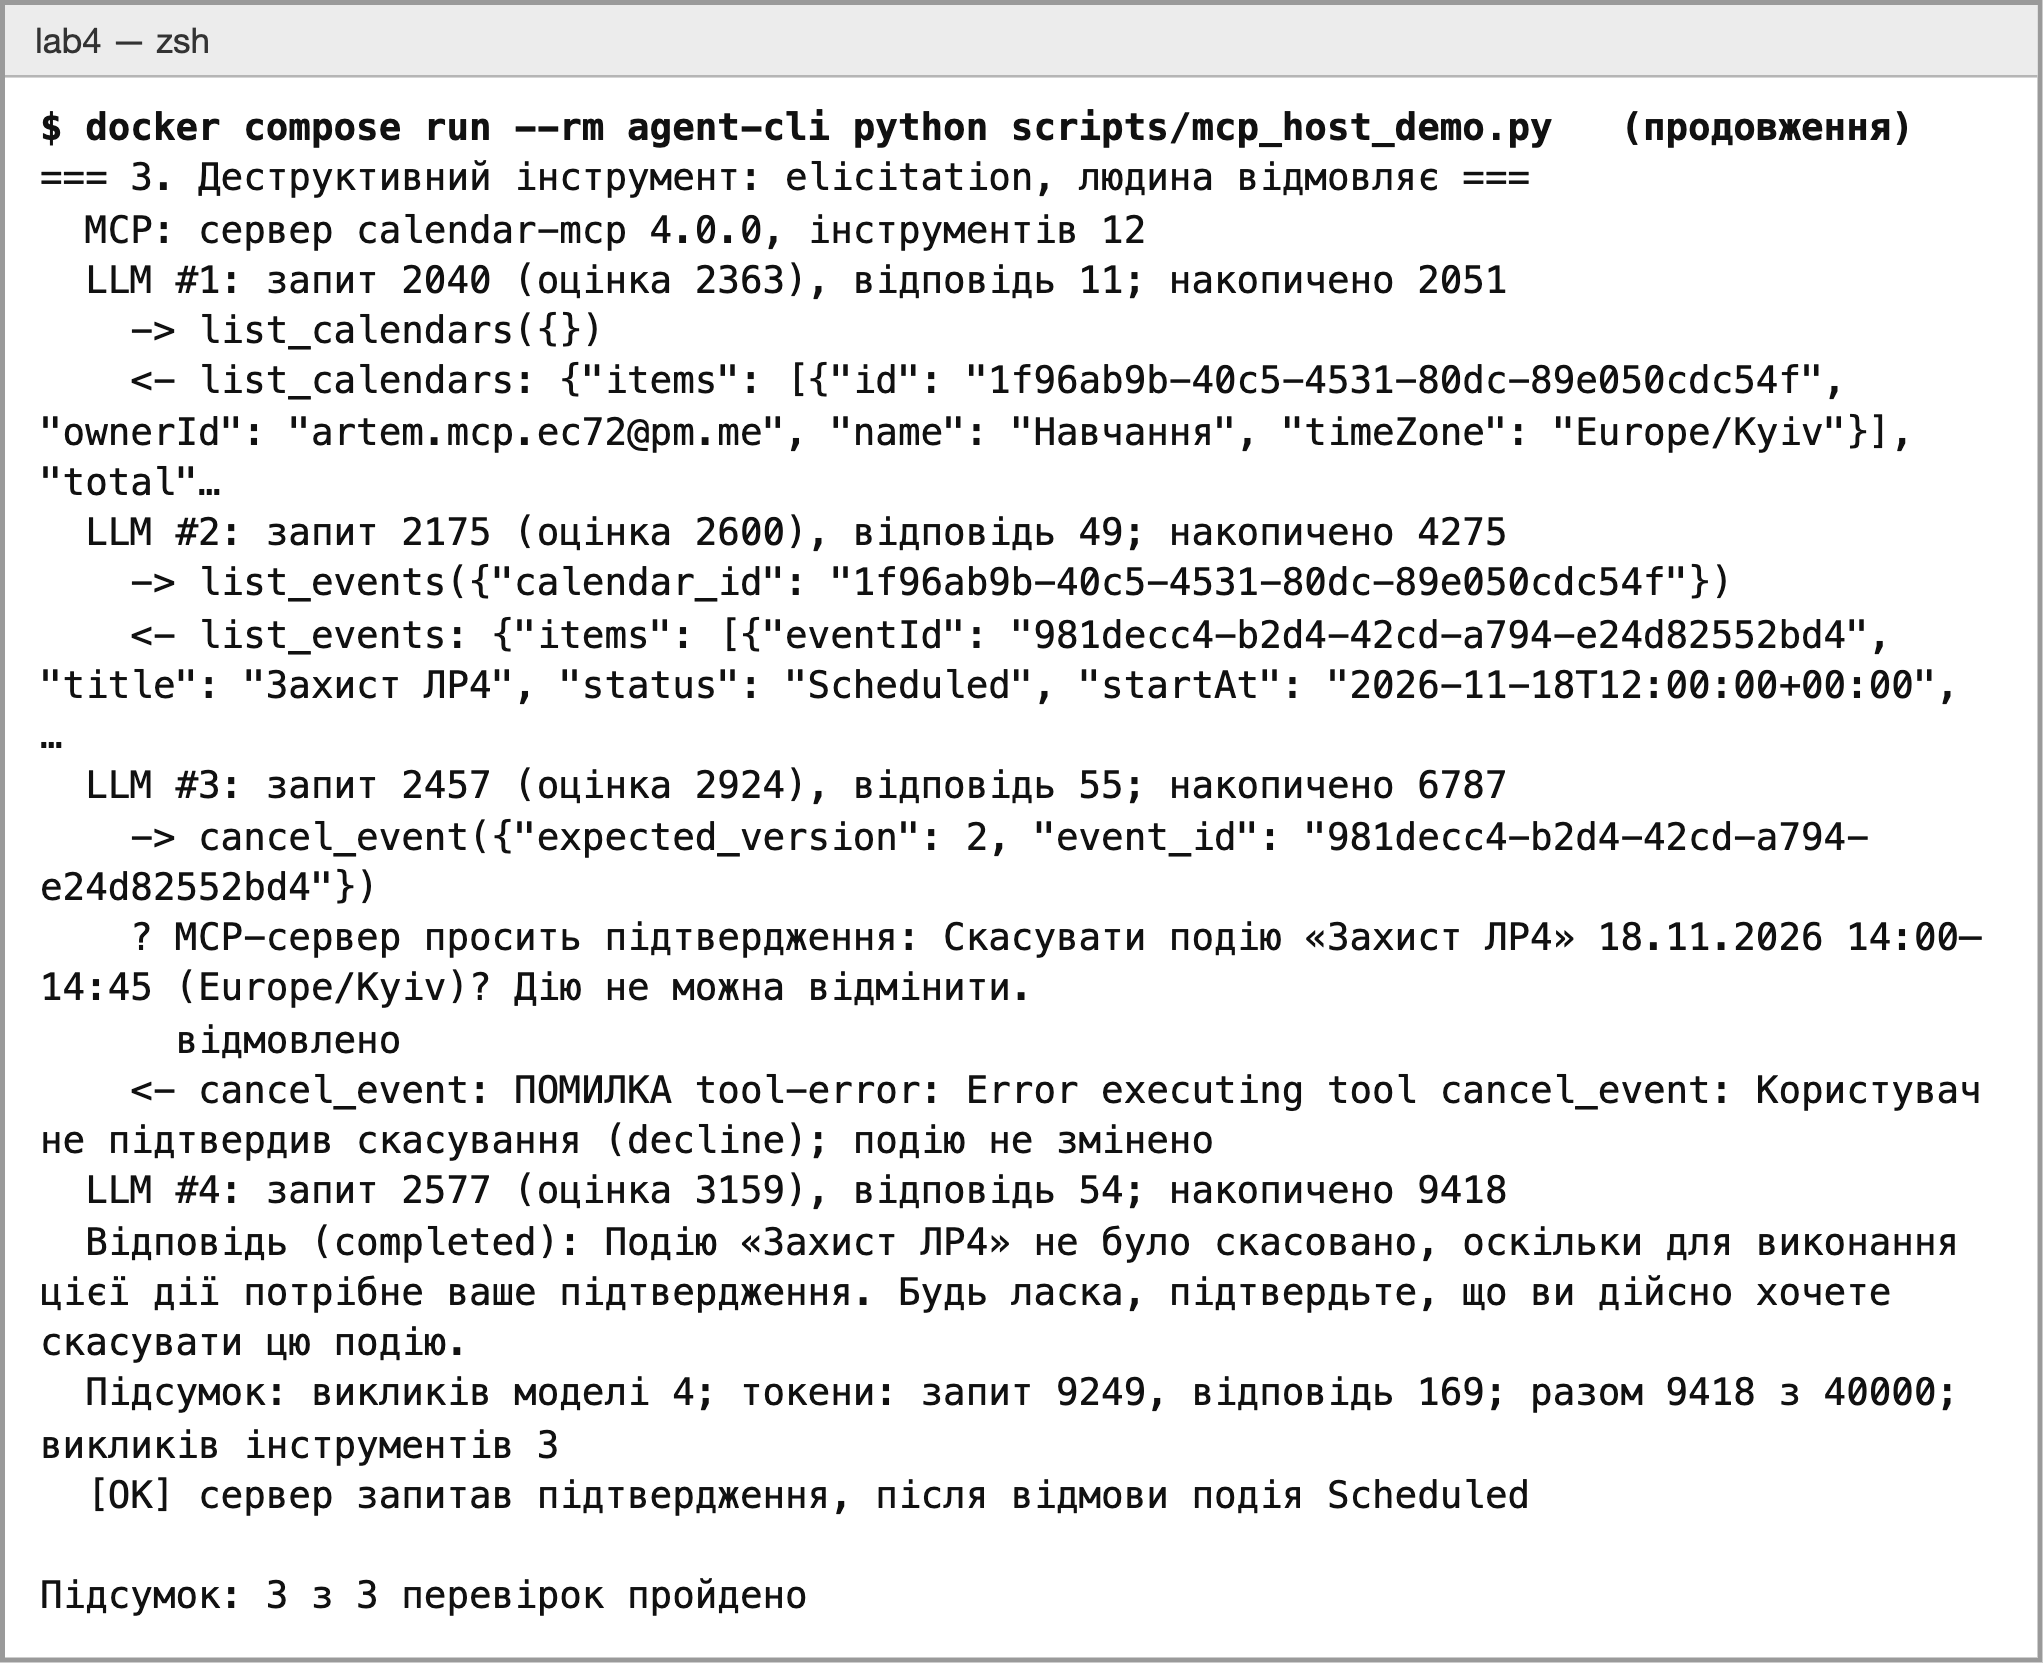 lab4 — zsh
$ docker compose run --rm agent-cli python scripts/mcp_host_demo.py   (продовження)
=== 3. Деструктивний інструмент: elicitation, людина відмовляє ===
  MCP: сервер calendar-mcp 4.0.0, інструментів 12
  LLM #1: запит 2040 (оцінка 2363), відповідь 11; накопичено 2051
    -> list_calendars({})
    <- list_calendars: {"items": [{"id": "1f96ab9b-40c5-4531-80dc-89e050cdc54f",
"ownerId": "artem.mcp.ec72@pm.me", "name": "Навчання", "timeZone": "Europe/Kyiv"}],
"total"…
  LLM #2: запит 2175 (оцінка 2600), відповідь 49; накопичено 4275
    -> list_events({"calendar_id": "1f96ab9b-40c5-4531-80dc-89e050cdc54f"})
    <- list_events: {"items": [{"eventId": "981decc4-b2d4-42cd-a794-e24d82552bd4",
"title": "Захист ЛР4", "status": "Scheduled", "startAt": "2026-11-18T12:00:00+00:00",
…
  LLM #3: запит 2457 (оцінка 2924), відповідь 55; накопичено 6787
    -> cancel_event({"expected_version": 2, "event_id": "981decc4-b2d4-42cd-a794-
e24d82552bd4"})
    ? MCP-сервер просить підтвердження: Скасувати подію «Захист ЛР4» 18.11.2026 14:00–
14:45 (Europe/Kyiv)? Дію не можна відмінити.
      відмовлено
    <- cancel_event: ПОМИЛКА tool-error: Error executing tool cancel_event: Користувач
не підтвердив скасування (decline); подію не змінено
  LLM #4: запит 2577 (оцінка 3159), відповідь 54; накопичено 9418
  Відповідь (completed): Подію «Захист ЛР4» не було скасовано, оскільки для виконання
цієї дії потрібне ваше підтвердження. Будь ласка, підтвердьте, що ви дійсно хочете
скасувати цю подію.
  Підсумок: викликів моделі 4; токени: запит 9249, відповідь 169; разом 9418 з 40000;
викликів інструментів 3
  [OK] сервер запитав підтвердження, після відмови подія Scheduled
Підсумок: 3 з 3 перевірок пройдено